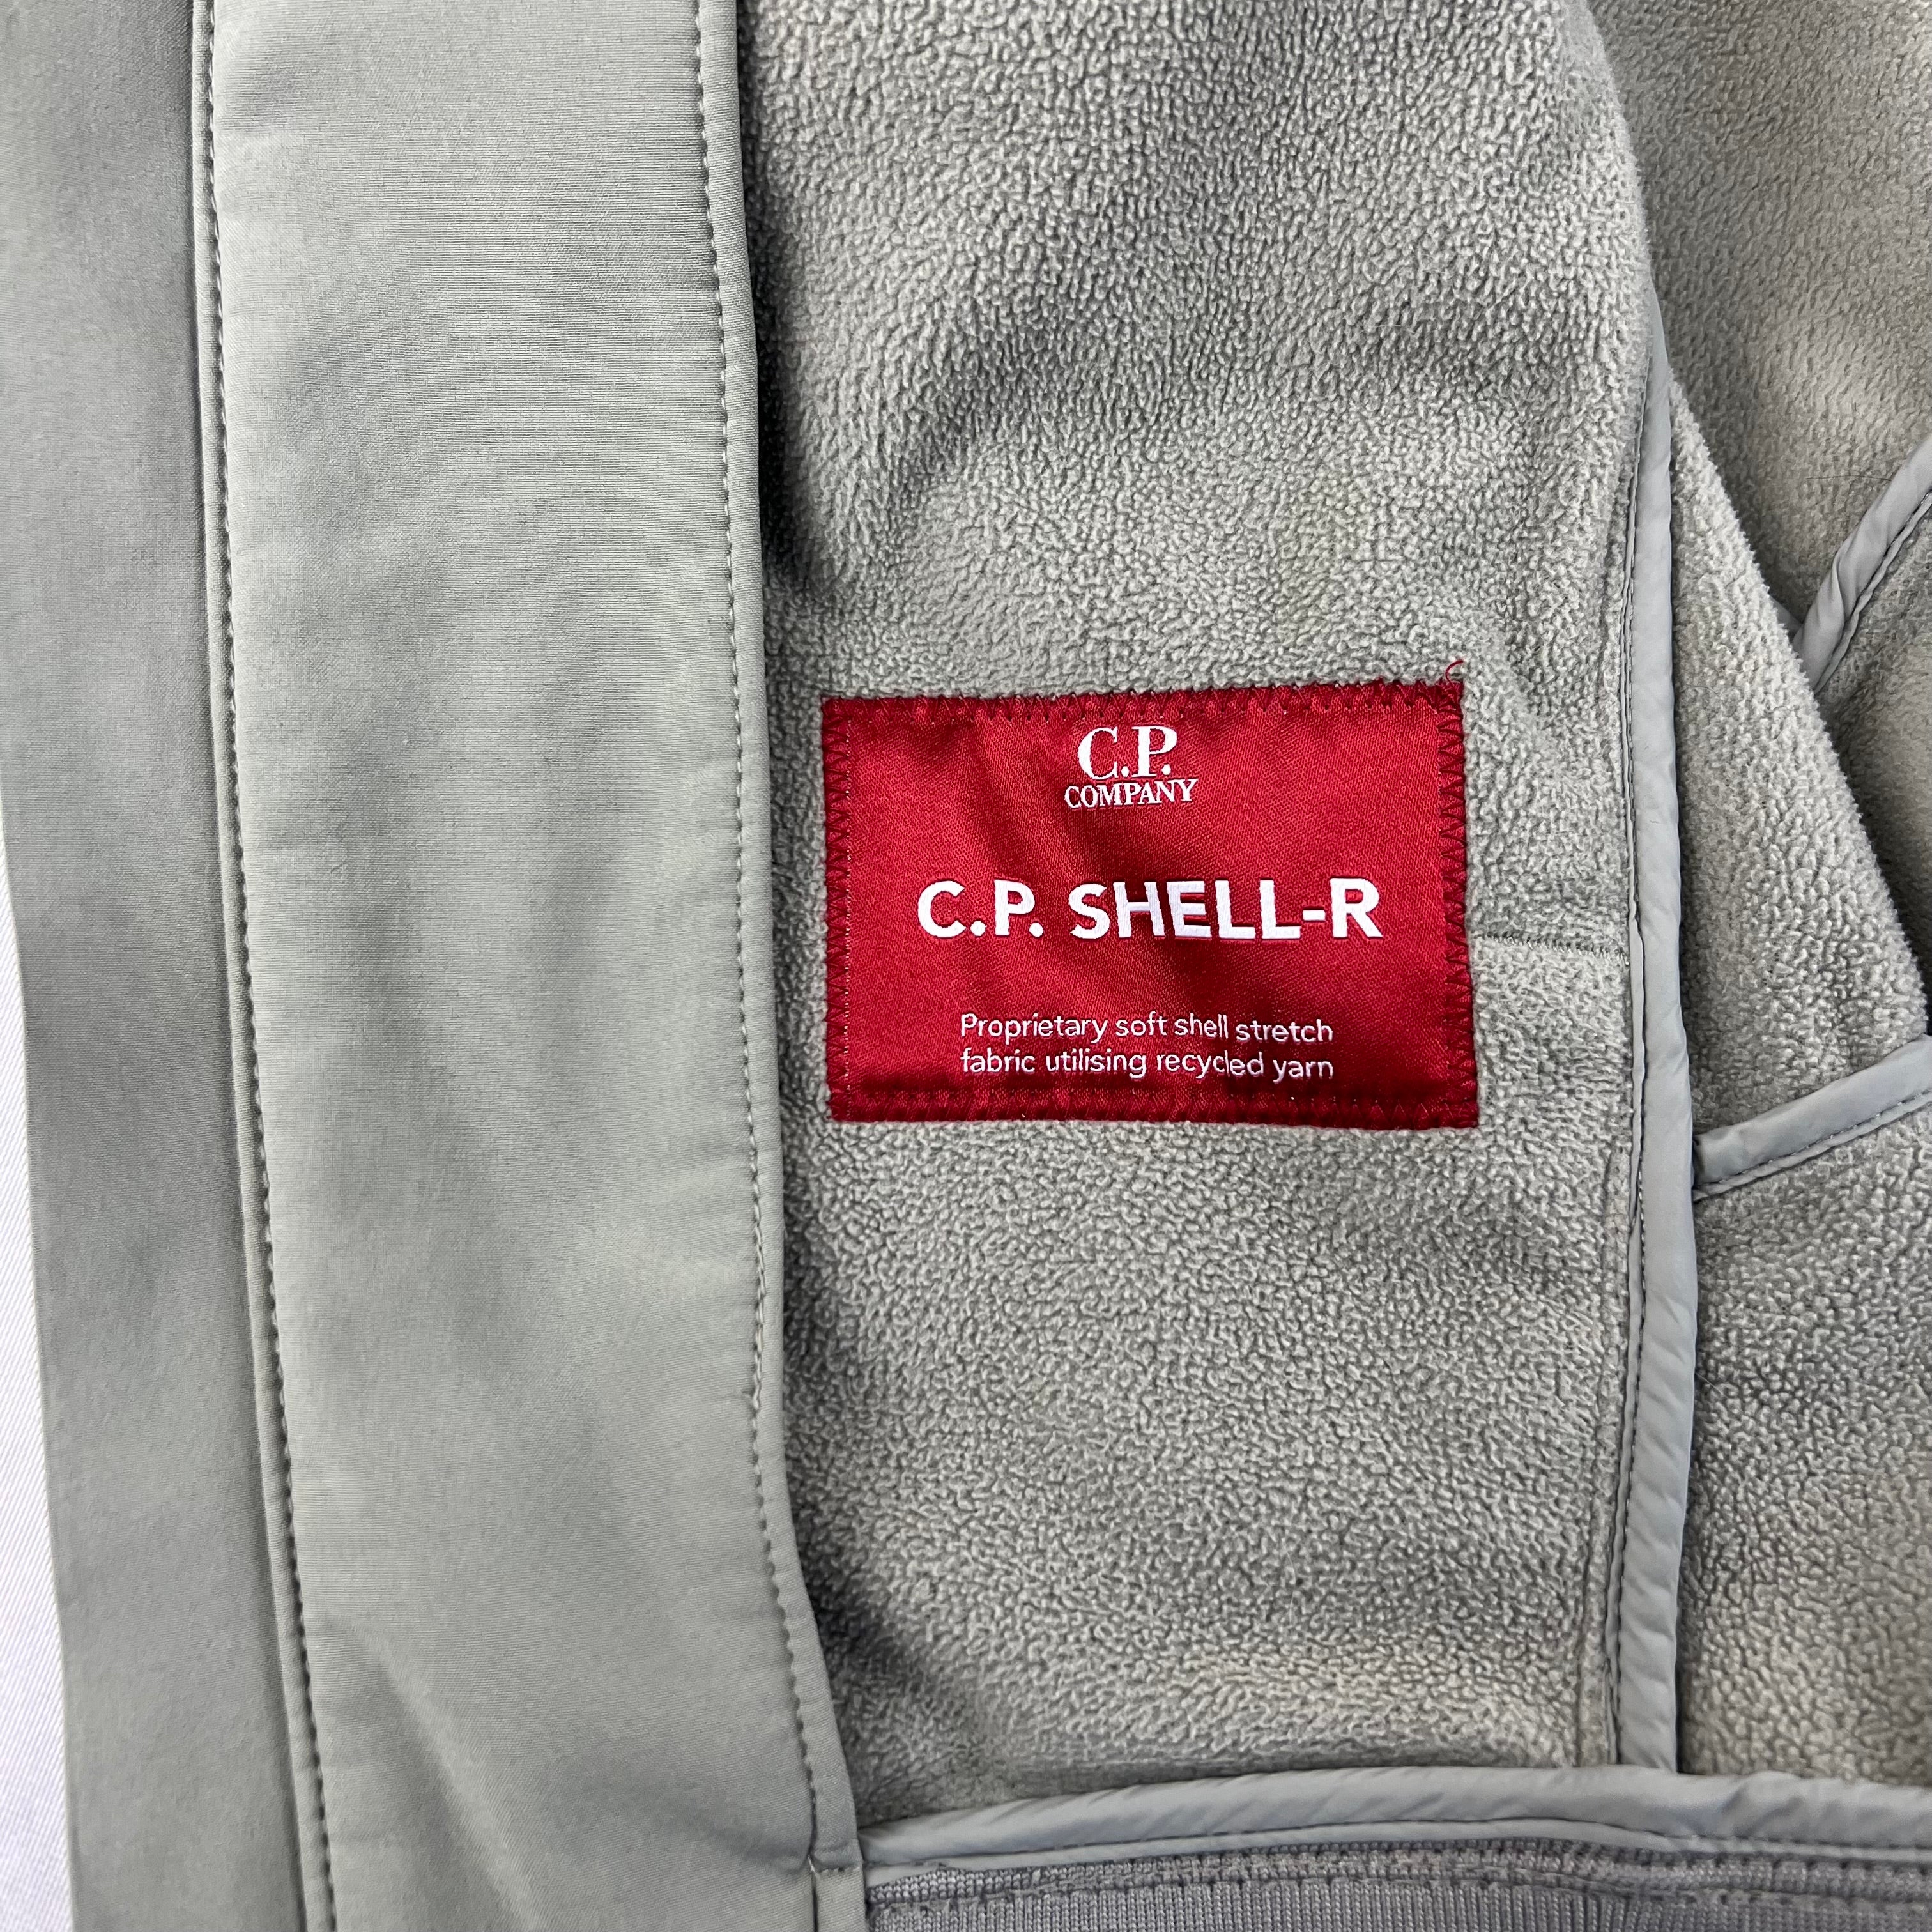 C.P.
COMPANY
C.P. SHELL-R
Proprietary soft shell stretch
fabric utilising recycled yarn